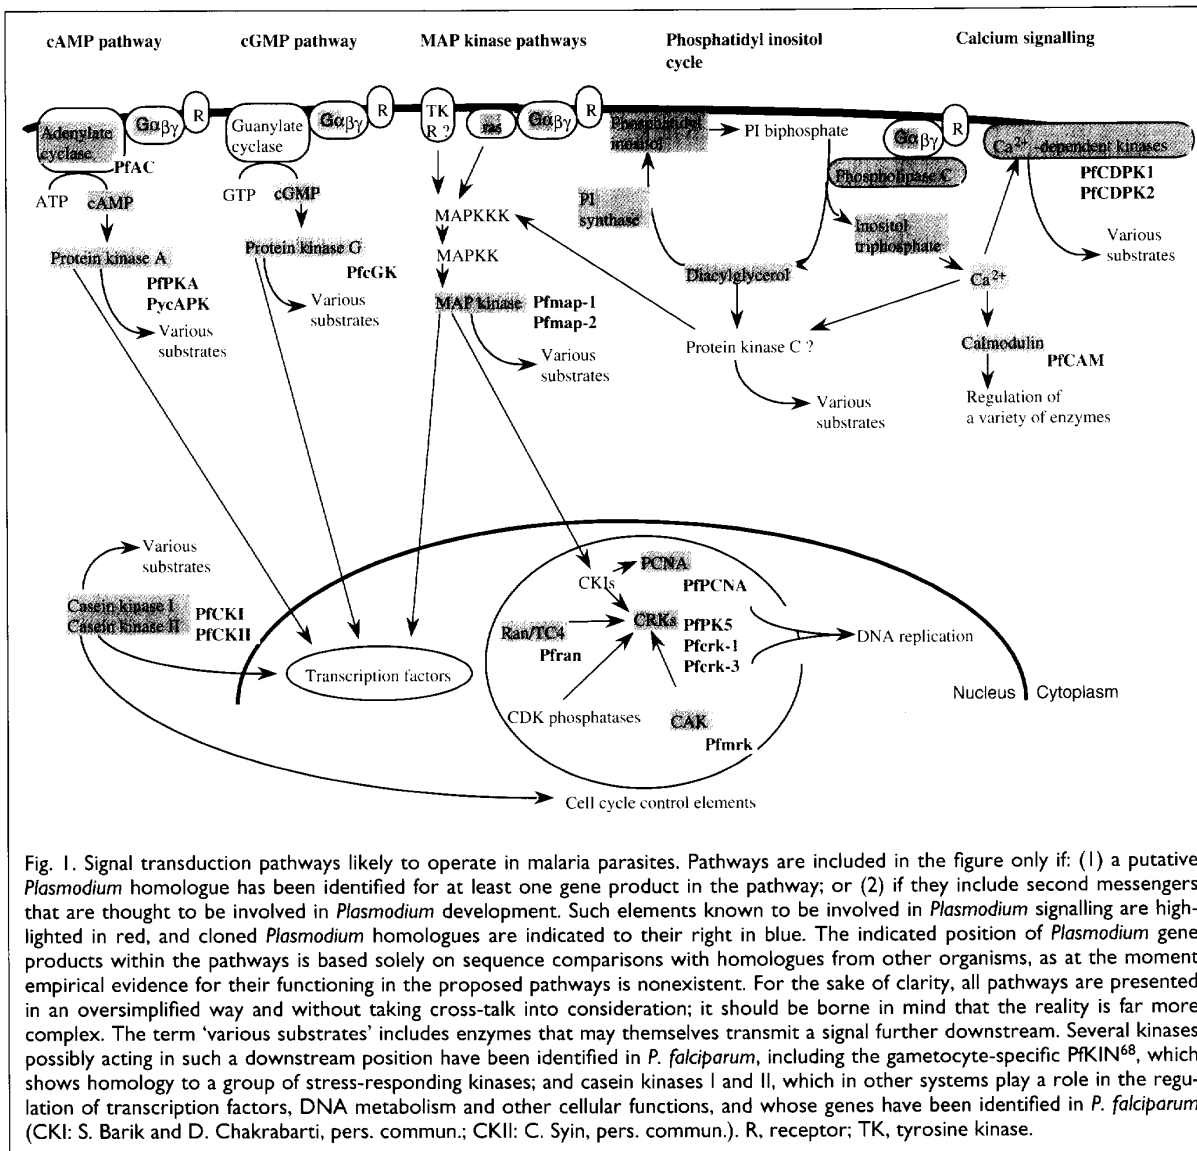 cAMP pathway
cGMP pathway
MAP kinase pathways
Phosphatidyl inositol
cycle
Calcium signalling
Adenylate
cyclase
PfAC
Gαβγ
R
ATP
cAMP
Protein kinase A
PfPKA
PycAPK
Various
substrates
Guanylate
cyclase
Gαβγ
R
GTP
cGMP
Protein kinase G
PfcGK
Various
substrates
TK
R ?
ras
Gαβγ
R
MAPKKK
MAPKK
MAP kinase
Pfmap-1
Pfmap-2
Various
substrates
Phosphatidyl
inositol
PI biphosphate
Gαβγ
R
Phospholipase C
PI
synthase
Inositol
triphosphate
Diacylglycerol
Protein kinase C ?
Various
substrates
Ca2+ -dependent kinases
PfCDPK1
PfCDPK2
Various
substrates
Ca2+
Calmodulin
PfCAM
Regulation of
a variety of enzymes
Various
substrates
Casein kinase I
Casein kinase II
PfCKI
PfCKII
Transcription factors
CKIs
PCNA
PfPCNA
Ran/TC4
Pfran
CRKs
PfPK5
Pfcrk-1
Pfcrk-3
CDK phosphatases
CAK
Pfmrk
DNA replication
Nucleus
Cytoplasm
Cell cycle control elements
Fig. 1. Signal transduction pathways likely to operate in malaria parasites. Pathways are included in the figure only if: (1) a putative
Plasmodium homologue has been identified for at least one gene product in the pathway; or (2) if they include second messengers
that are thought to be involved in Plasmodium development. Such elements known to be involved in Plasmodium signalling are high-
lighted in red, and cloned Plasmodium homologues are indicated to their right in blue. The indicated position of Plasmodium gene
products within the pathways is based solely on sequence comparisons with homologues from other organisms, as at the moment
empirical evidence for their functioning in the proposed pathways is nonexistent. For the sake of clarity, all pathways are presented
in an oversimplified way and without taking cross-talk into consideration; it should be borne in mind that the reality is far more
complex. The term ‘various substrates’ includes enzymes that may themselves transmit a signal further downstream. Several kinases
possibly acting in such a downstream position have been identified in P. falciparum, including the gametocyte-specific PfKIN68, which
shows homology to a group of stress-responding kinases; and casein kinases I and II, which in other systems play a role in the regu-
lation of transcription factors, DNA metabolism and other cellular functions, and whose genes have been identified in P. falciparum
(CKI: S. Barik and D. Chakrabarti, pers. commun.; CKII: C. Syin, pers. commun.). R, receptor; TK, tyrosine kinase.